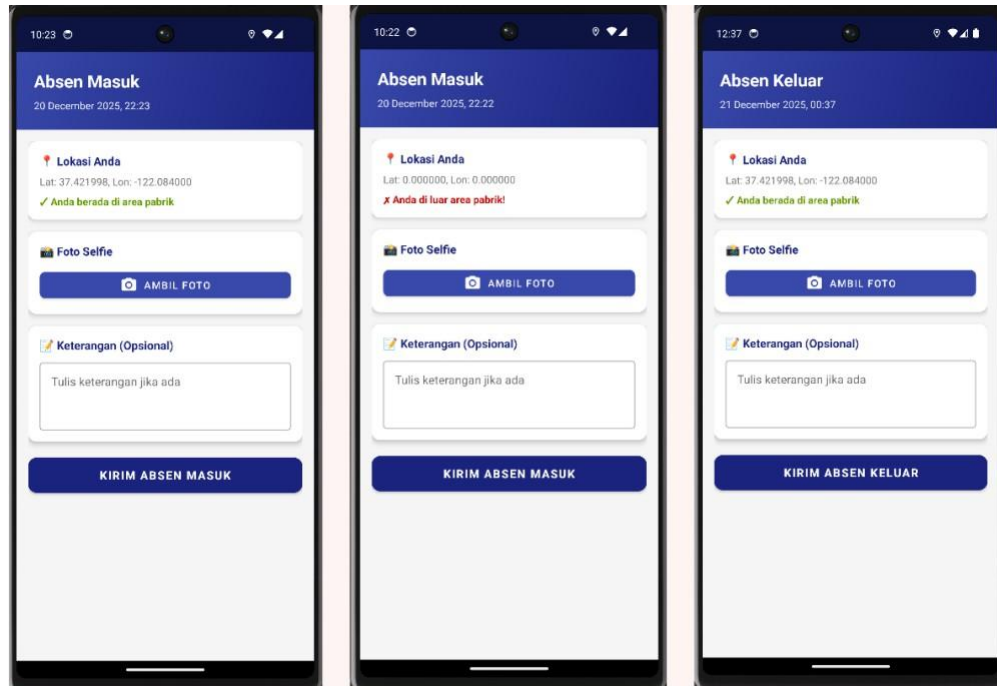 10:23
Absen Masuk
20 December 2025, 22:23
Lokasi Anda
Lat: 37.421998, Lon: -122.084000
✓ Anda berada di area pabrik
Foto Selfie
AMBIL FOTO
Keterangan (Opsional)
Tulis keterangan jika ada
KIRIM ABSEN MASUK
10:22
Absen Masuk
20 December 2025, 22:22
Lokasi Anda
Lat: 0.000000, Lon: 0.000000
✗ Anda di luar area pabrik!
Foto Selfie
AMBIL FOTO
Keterangan (Opsional)
Tulis keterangan jika ada
KIRIM ABSEN MASUK
12:37
Absen Keluar
21 December 2025, 00:37
Lokasi Anda
Lat: 37.421998, Lon: -122.084000
✓ Anda berada di area pabrik
Foto Selfie
AMBIL FOTO
Keterangan (Opsional)
Tulis keterangan jika ada
KIRIM ABSEN KELUAR